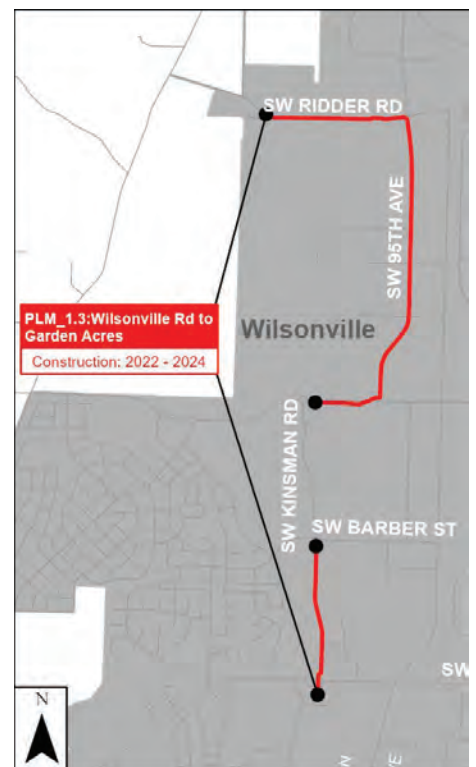 SW RIDDER RD
SW 95TH AVE
PLM_1.3:Wilsonville Rd to
Garden Acres
Construction: 2022 - 2024
Wilsonville
SW KINSMAN RD
SW BARBER ST
SW
N